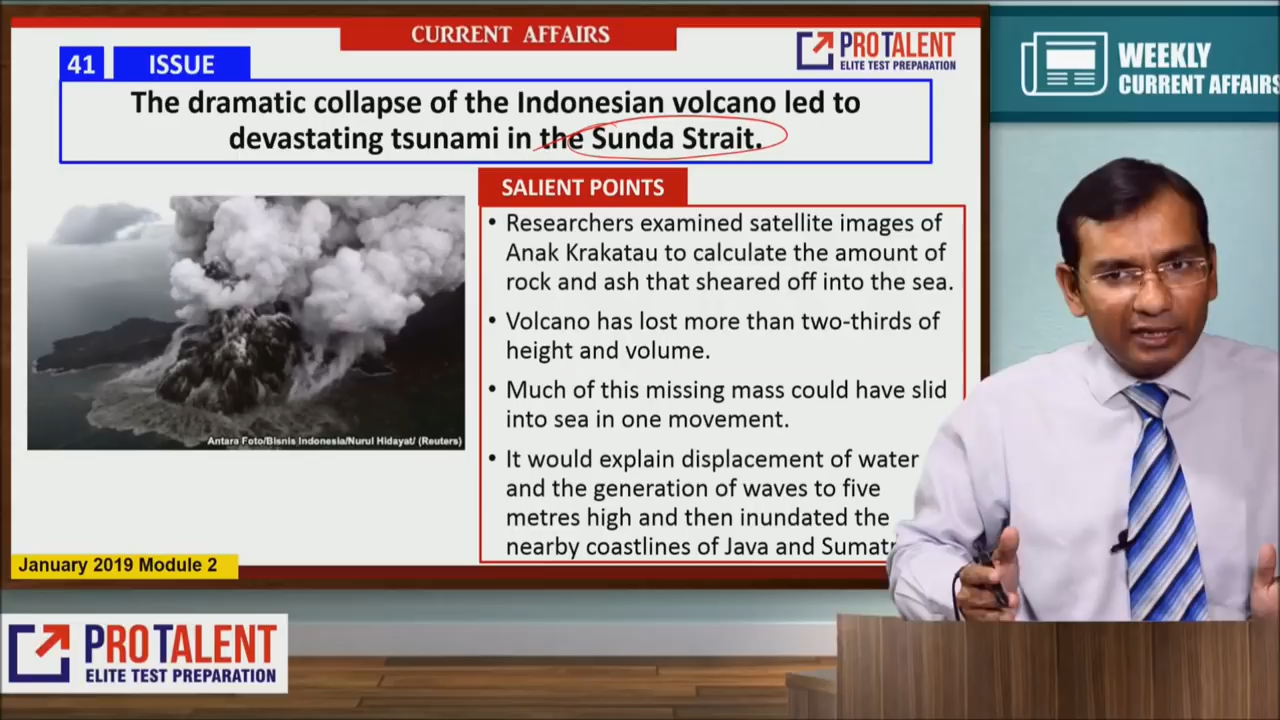 CURRENT AFFAIRS
PROTALENT
ELITE TEST PREPARATION
WEEKLY
CURRENT AFFAIRS
41
ISSUE
The dramatic collapse of the Indonesian volcano led to
devastating tsunami in the Sunda Strait.
SALIENT POINTS
• Researchers examined satellite images of
Anak Krakatau to calculate the amount of
rock and ash that sheared off into the sea.
• Volcano has lost more than two-thirds of
height and volume.
• Much of this missing mass could have slid
into sea in one movement.
• It would explain displacement of water
and the generation of waves to five
metres high and then inundated the
nearby coastlines of Java and Sumatr
Antara Foto/Bisnis Indonesia/Nurul Hidayat/ (Reuters)
January 2019 Module 2
PROTALENT
ELITE TEST PREPARATION